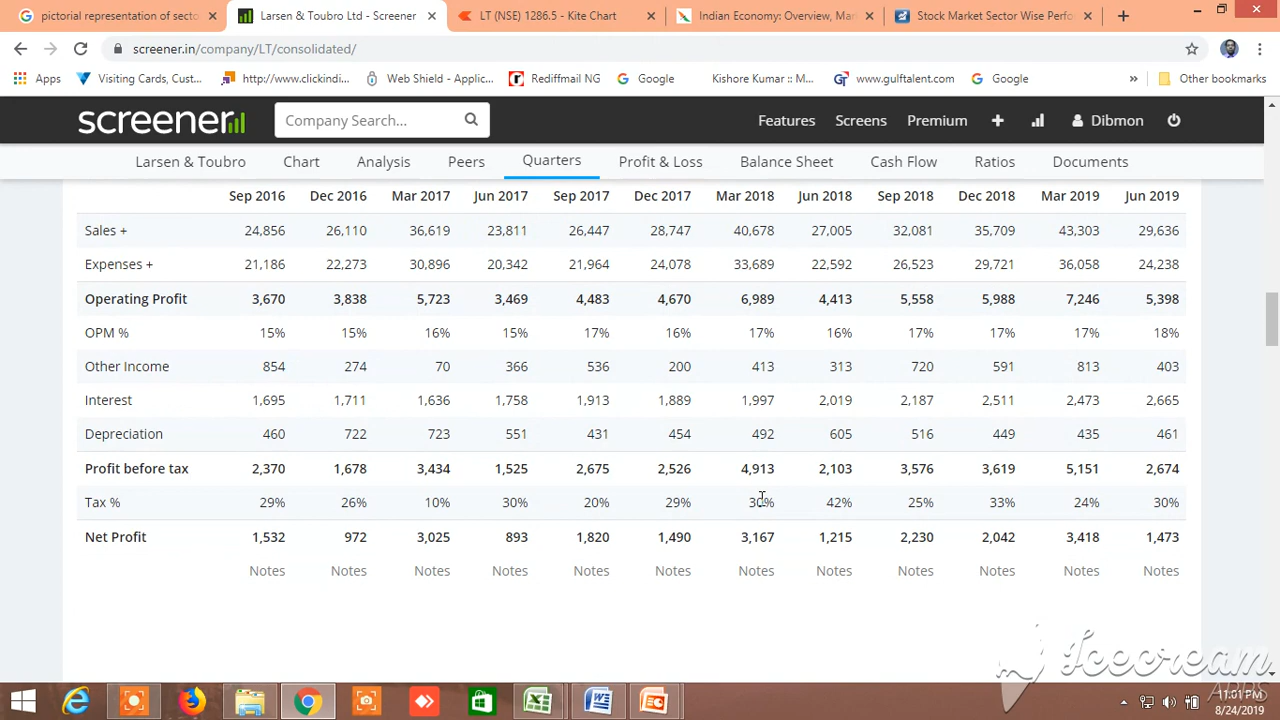 pictorial representation of secto
Larsen & Toubro Ltd - Screener
LT (NSE) 1286.5 - Kite Chart
Indian Economy: Overview, Mar
Stock Market Sector Wise Perfo
screener.in/company/LT/consolidated/
Apps
Visiting Cards, Cust...
http://www.clickindi...
Web Shield - Applic...
Rediffmail NG
Google
Kishore Kumar :: M...
www.gulftalent.com
Google
Other bookmarks
screener
Company Search...
Features
Screens
Premium
Dibmon
Larsen & Toubro
Chart
Analysis
Peers
Quarters
Profit & Loss
Balance Sheet
Cash Flow
Ratios
Documents
Sep 2016 Dec 2016 Mar 2017 Jun 2017 Sep 2017 Dec 2017 Mar 2018 Jun 2018 Sep 2018 Dec 2018 Mar 2019 Jun 2019
Sales + 24,856 26,110 36,619 23,811 26,447 28,747 40,678 27,005 32,081 35,709 43,303 29,636
Expenses + 21,186 22,273 30,896 20,342 21,964 24,078 33,689 22,592 26,523 29,721 36,058 24,238
Operating Profit 3,670 3,838 5,723 3,469 4,483 4,670 6,989 4,413 5,558 5,988 7,246 5,398
OPM % 15% 15% 16% 15% 17% 16% 17% 16% 17% 17% 17% 18%
Other Income 854 274 70 366 536 200 413 313 720 591 813 403
Interest 1,695 1,711 1,636 1,758 1,913 1,889 1,997 2,019 2,187 2,511 2,473 2,665
Depreciation 460 722 723 551 431 454 492 605 516 449 435 461
Profit before tax 2,370 1,678 3,434 1,525 2,675 2,526 4,913 2,103 3,576 3,619 5,151 2,674
Tax % 29% 26% 10% 30% 20% 29% 30% 42% 25% 33% 24% 30%
Net Profit 1,532 972 3,025 893 1,820 1,490 3,167 1,215 2,230 2,042 3,418 1,473
Notes Notes Notes Notes Notes Notes Notes Notes Notes Notes Notes Notes
Icecream
APPS
11:01 PM
8/24/2019